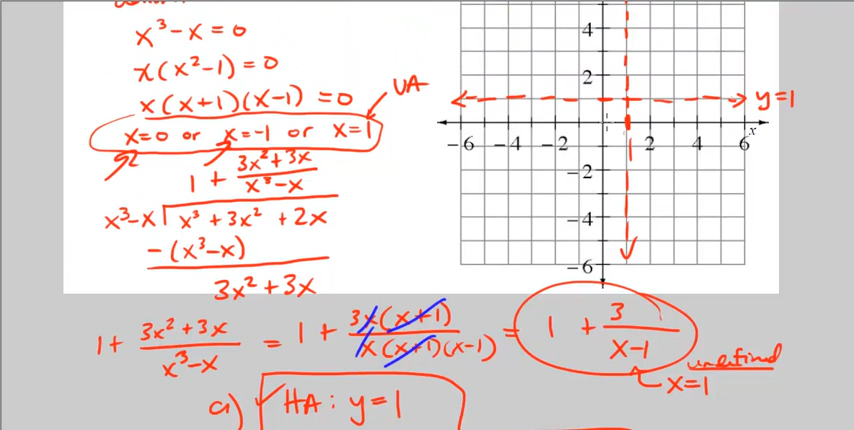 x³ - x = 0
x(x² - 1) = 0
x(x+1)(x-1) = 0
VA
x=0 or x=-1 or x=1
1 + (3x²+3x)/(x³-x)
x³-x | x³ + 3x² + 2x
- (x³-x)
3x² + 3x
1 + (3x²+3x)/(x³-x) = 1 + 3x(x+1)/(x(x+1)(x-1)) = 1 + 3/(x-1)
undefined
x=1
a) HA: y=1
4
2
y=1
-6 -4 -2 2 4 6 x
-2
-4
-6